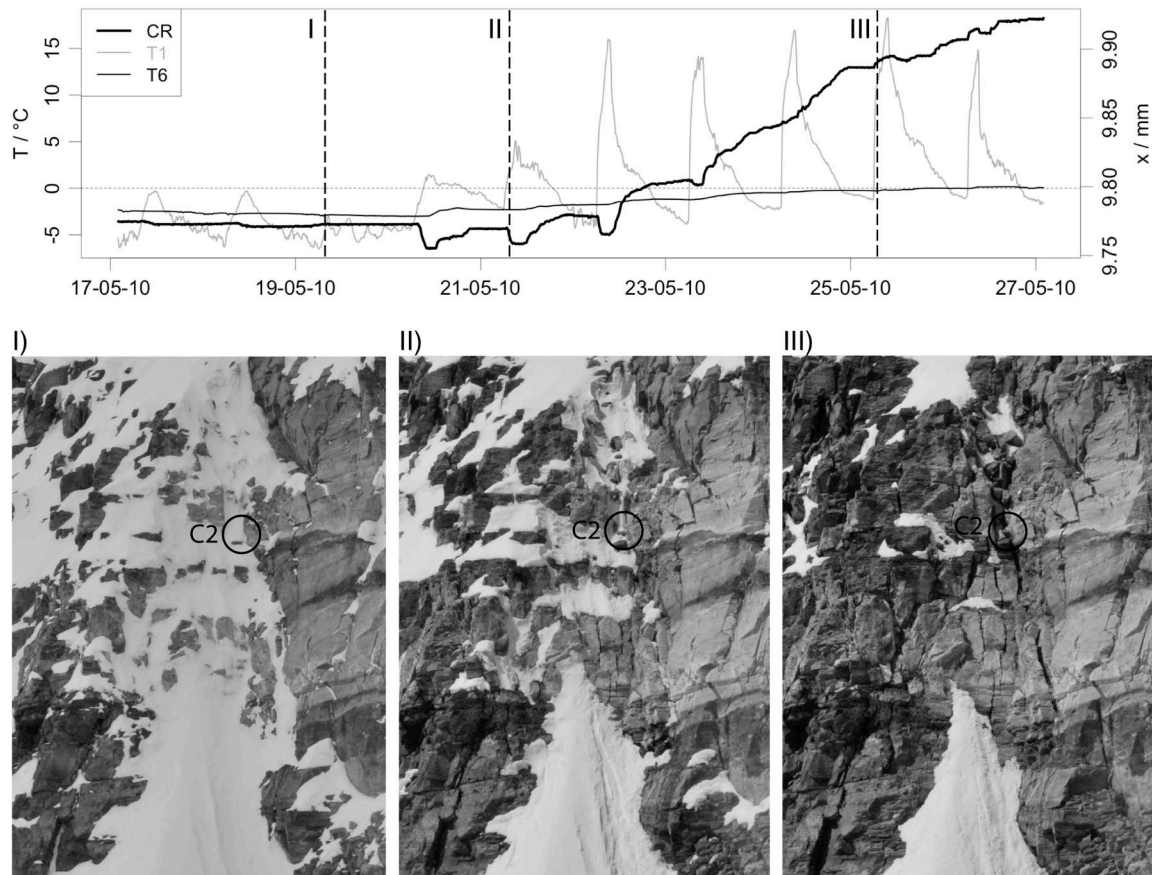 CR
T1
T6
I
II
III
T / °C
15
10
5
0
-5
x / mm
9.90
9.85
9.80
9.75
17-05-10 19-05-10 21-05-10 23-05-10 25-05-10 27-05-10
I)
II)
III)
C2
C2
C2